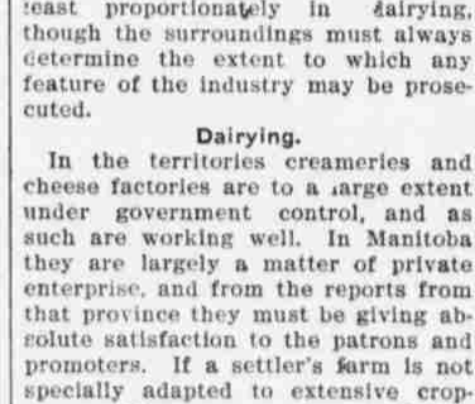 least proportionately in dairying,
though the surroundings must always
determine the extent to which any
feature of the industry may be prose-
cuted.
Dairying.
In the territories creameries and
cheese factories are to a large extent
under government control, and as
such are working well. In Manitoba
they are largely a matter of private
enterprise, and from the reports from
that province they must be giving ab-
solute satisfaction to the patrons and
promoters. If a settler's farm is not
specially adapted to extensive crop-